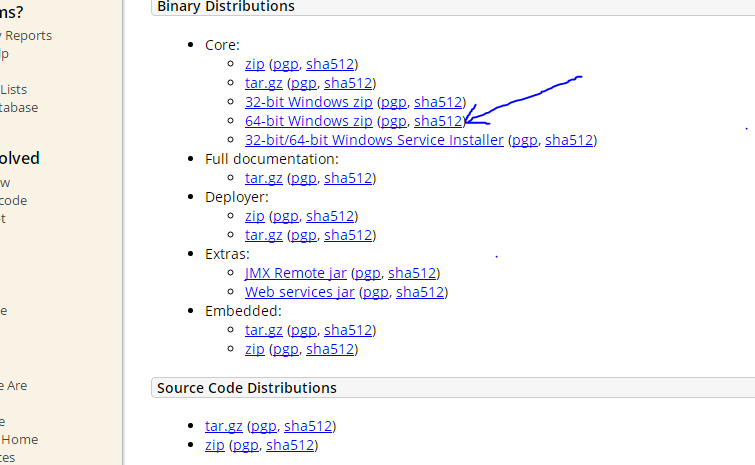 ms?
Reports
lp
Lists
tabase
olved
w
code
t
e
e Are
e
Home
ces
Binary Distributions
Core:
zip (pgp, sha512)
tar.gz (pgp, sha512)
32-bit Windows zip (pgp, sha512)
64-bit Windows zip (pgp, sha512)
32-bit/64-bit Windows Service Installer (pgp, sha512)
Full documentation:
tar.gz (pgp, sha512)
Deployer:
zip (pgp, sha512)
tar.gz (pgp, sha512)
Extras:
JMX Remote jar (pgp, sha512)
Web services jar (pgp, sha512)
Embedded:
tar.gz (pgp, sha512)
zip (pgp, sha512)
Source Code Distributions
tar.gz (pgp, sha512)
zip (pgp, sha512)